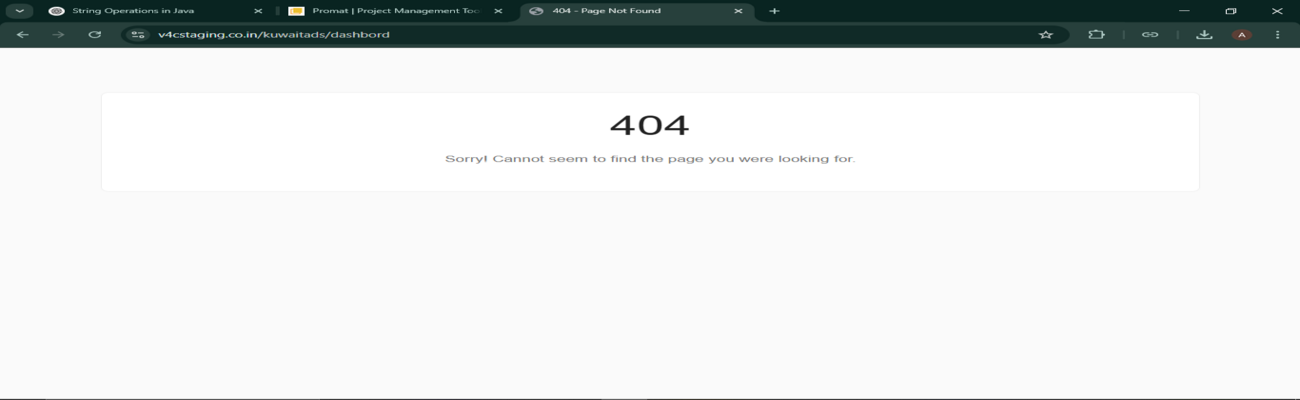 String Operations in Java
Promat | Project Management Too
404 - Page Not Found
v4cstaging.co.in/kuwaitads/dashbord
A
404
Sorry! Cannot seem to find the page you were looking for.